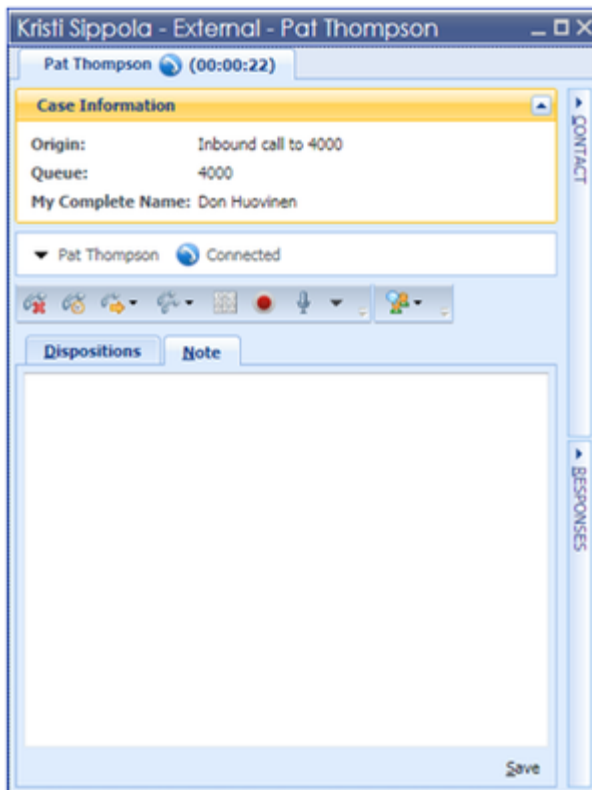 Kristi Sippola - External - Pat Thompson
Pat Thompson (00:00:22)
Case Information
Origin: Inbound call to 4000
Queue: 4000
My Complete Name: Don Huovinen
Pat Thompson Connected
Dispositions Note
Save
CONTACT
RESPONSES